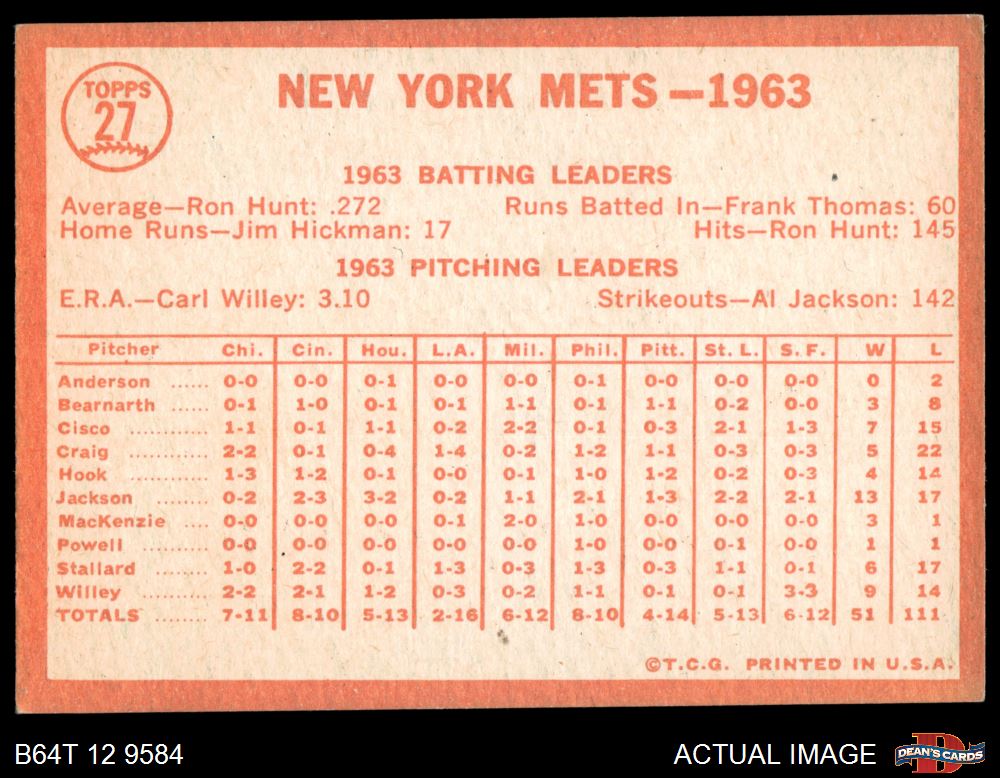 TOPPS
27
NEW YORK METS—1963
1963 BATTING LEADERS
Average—Ron Hunt: .272 Runs Batted In—Frank Thomas: 60
Home Runs—Jim Hickman: 17 Hits—Ron Hunt: 145
1963 PITCHING LEADERS
E.R.A.—Carl Willey: 3.10 Strikeouts—Al Jackson: 142
Pitcher Chi. Cin. Hou. L.A. Mil. Phil. Pitt. St. L. S. F. W L
Anderson ...... 0-0 0-0 0-1 0-0 0-0 0-1 0-0 0-0 0-0 0 2
Bearnarth ...... 0-1 1-0 0-1 0-1 1-1 0-1 1-1 0-2 0-0 3 8
Cisco ............ 1-1 0-1 1-1 0-2 2-2 0-1 0-3 2-1 1-3 7 15
Craig ............ 2-2 0-1 0-4 1-4 0-2 1-2 1-1 0-3 0-3 5 22
Hook ............ 1-3 1-2 0-1 0-0 0-1 1-0 1-2 0-2 0-3 4 14
Jackson ........ 0-2 2-3 3-2 0-2 1-1 2-1 1-3 2-2 2-1 13 17
MacKenzie .... 0-0 0-0 0-0 0-1 2-0 1-0 0-0 0-0 0-0 3 1
Powell .......... 0-0 0-0 0-0 0-0 0-0 1-0 0-0 0-1 0-0 1 1
Stallard ........ 1-0 2-2 0-1 1-3 0-3 1-3 0-3 1-1 0-1 6 17
Willey .......... 2-2 2-1 1-2 0-3 0-2 1-1 0-1 0-1 3-3 9 14
TOTALS ........ 7-11 8-10 5-13 2-16 6-12 8-10 4-14 5-13 6-12 51 111
©T.C.G. PRINTED IN U.S.A.
B64T 12 9584 ACTUAL IMAGE DEAN'S CARDS